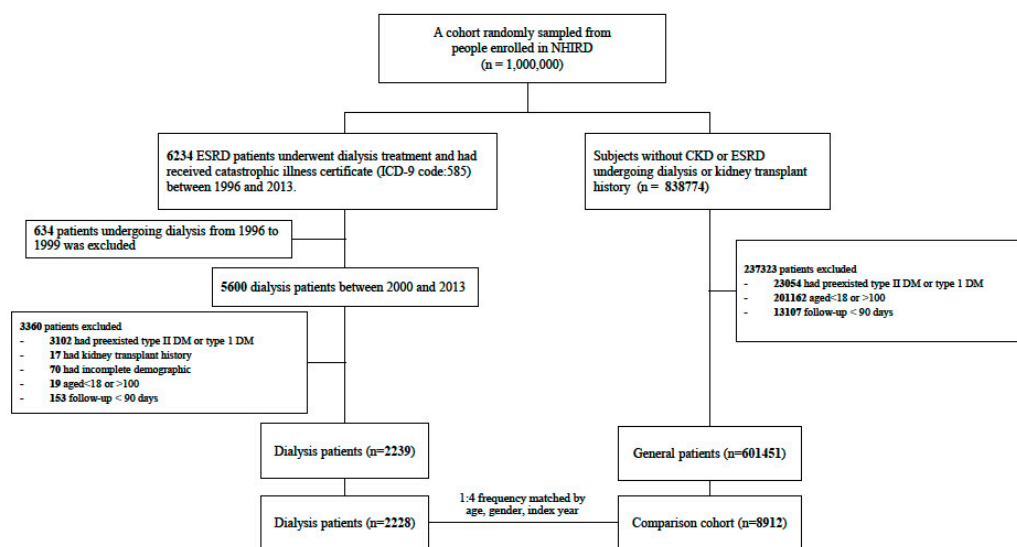 A cohort randomly sampled from
people enrolled in NHIRD
(n = 1,000,000)
6234 ESRD patients underwent dialysis treatment and had
received catastrophic illness certificate (ICD-9 code:585)
between 1996 and 2013.
Subjects without CKD or ESRD
undergoing dialysis or kidney transplant
history (n = 838774)
634 patients undergoing dialysis from 1996 to
1999 was excluded
5600 dialysis patients between 2000 and 2013
237323 patients excluded
- 23054 had preexisted type II DM or type 1 DM
- 201162 aged<18 or >100
- 13107 follow-up < 90 days
3360 patients excluded
- 3102 had preexisted type II DM or type 1 DM
- 17 had kidney transplant history
- 70 had incomplete demographic
- 19 aged<18 or >100
- 153 follow-up < 90 days
Dialysis patients (n=2239)
General patients (n=601451)
1:4 frequency matched by
age, gender, index year
Dialysis patients (n=2228)
Comparison cohort (n=8912)